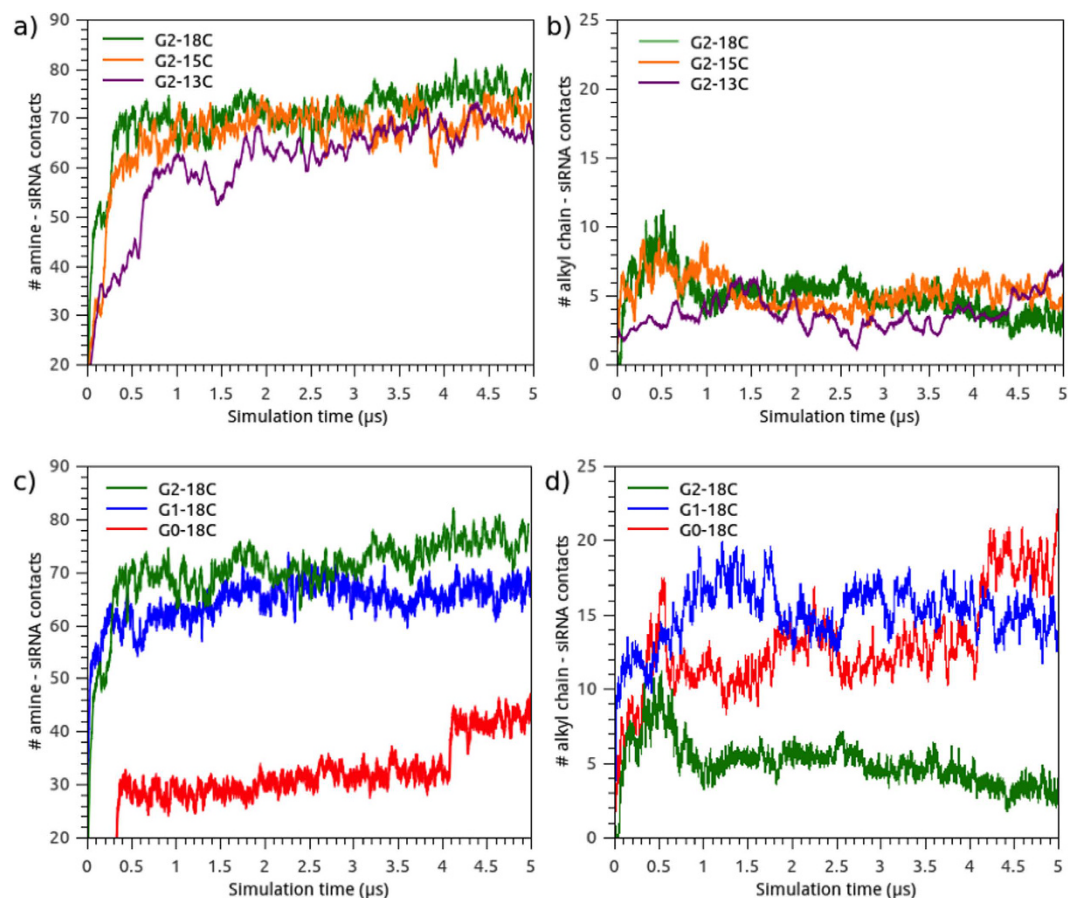 a)
G2-18C
G2-15C
G2-13C
# amine - siRNA contacts
90
80
70
60
50
40
30
20
0 0.5 1 1.5 2 2.5 3 3.5 4 4.5 5
Simulation time (μs)
b)
G2-18C
G2-15C
G2-13C
# alkyl chain - siRNA contacts
25
20
15
10
5
0
0 0.5 1 1.5 2 2.5 3 3.5 4 4.5 5
Simulation time (μs)
c)
G2-18C
G1-18C
G0-18C
# amine - siRNA contacts
90
80
70
60
50
40
30
20
0 0.5 1 1.5 2 2.5 3 3.5 4 4.5 5
Simulation time (μs)
d)
G2-18C
G1-18C
G0-18C
# alkyl chain - siRNA contacts
25
20
15
10
5
0
0 0.5 1 1.5 2 2.5 3 3.5 4 4.5 5
Simulation time (μs)